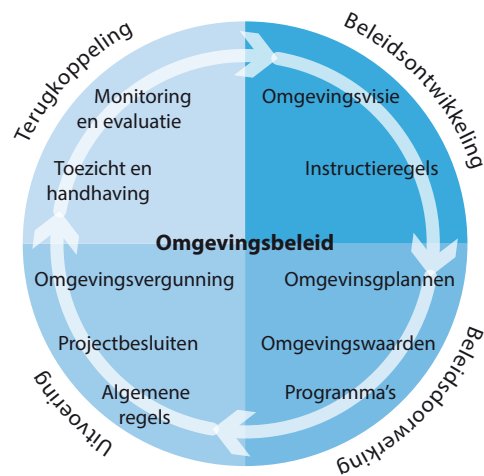 Terugkoppeling
Beleidsontwikkeling
Monitoring
en evaluatie
Omgevingsvisie
Toezicht en
handhaving
Instructieregels
Omgevingsbeleid
Omgevingsvergunning
Omgevinsgplannen
Projectbesluiten
Omgevingswaarden
Algemene
regels
Programma's
Uitvoering
Beleidsdoorwerking